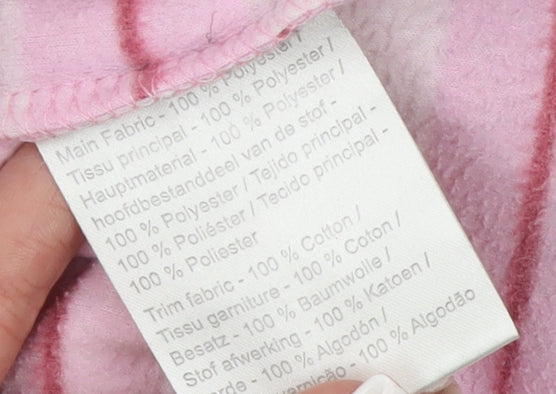 Main Fabric - 100 % Polyester /
Tissu principal - 100 % Polyester /
Hauptmaterial - 100 % Polyester /
hoofdbestanddeel van de stof -
100 % Polyester / Tejido principal -
100 % Poliéster / Tecido principal -
100 % Poliester
Trim fabric - 100 % Cotton /
Tissu garniture - 100 % Coton /
Besatz - 100 % Baumwolle /
Stof afwerking - 100 % Katoen /
- 100 % Algodón /
- 100 % Algodão